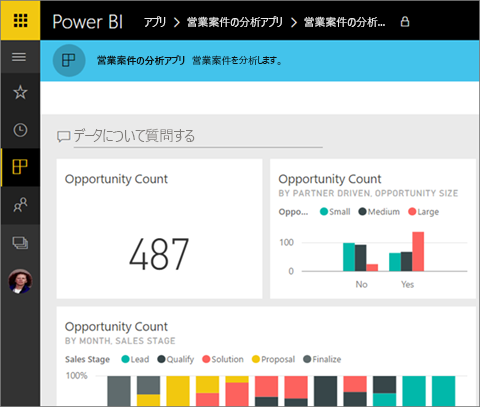 Power BI アプリ > 営業案件の分析アプリ > 営業案件の分析...
営業案件の分析アプリ 営業案件を分析します。
データについて質問する
Opportunity Count
487
Opportunity Count
BY PARTNER DRIVEN, OPPORTUNITY SIZE
Oppo... Small Medium Large
100
0
No Yes
Opportunity Count
BY MONTH, SALES STAGE
Sales Stage Lead Qualify Solution Proposal Finalize
100%